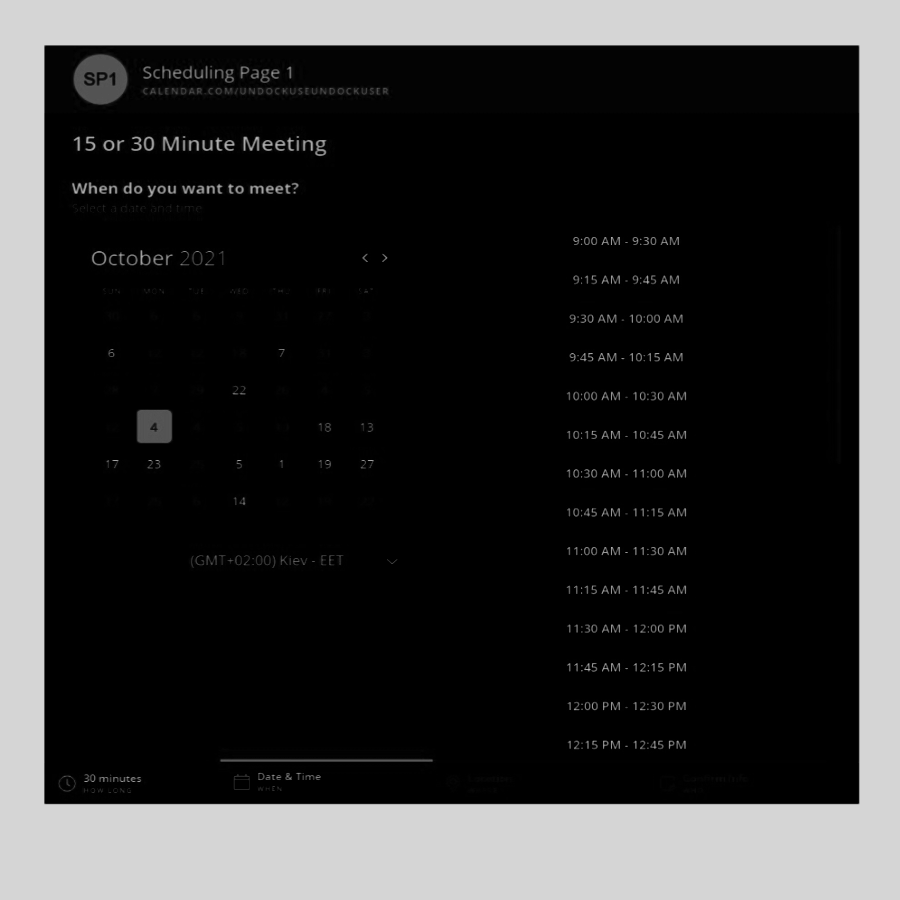 SP1
Scheduling Page 1
CALENDAR.COM/UNDOCKUSEUNDOCKUSER
15 or 30 Minute Meeting
When do you want to meet?
Select a date and time
October 2021
< >
SUN MON TUE WED THU FRI SAT
6 7
22
4 18 13
17 23 5 1 19 27
14
(GMT+02:00) Kiev - EET
9:00 AM - 9:30 AM
9:15 AM - 9:45 AM
9:30 AM - 10:00 AM
9:45 AM - 10:15 AM
10:00 AM - 10:30 AM
10:15 AM - 10:45 AM
10:30 AM - 11:00 AM
10:45 AM - 11:15 AM
11:00 AM - 11:30 AM
11:15 AM - 11:45 AM
11:30 AM - 12:00 PM
11:45 AM - 12:15 PM
12:00 PM - 12:30 PM
12:15 PM - 12:45 PM
30 minutes
HOW LONG
Date & Time
WHEN